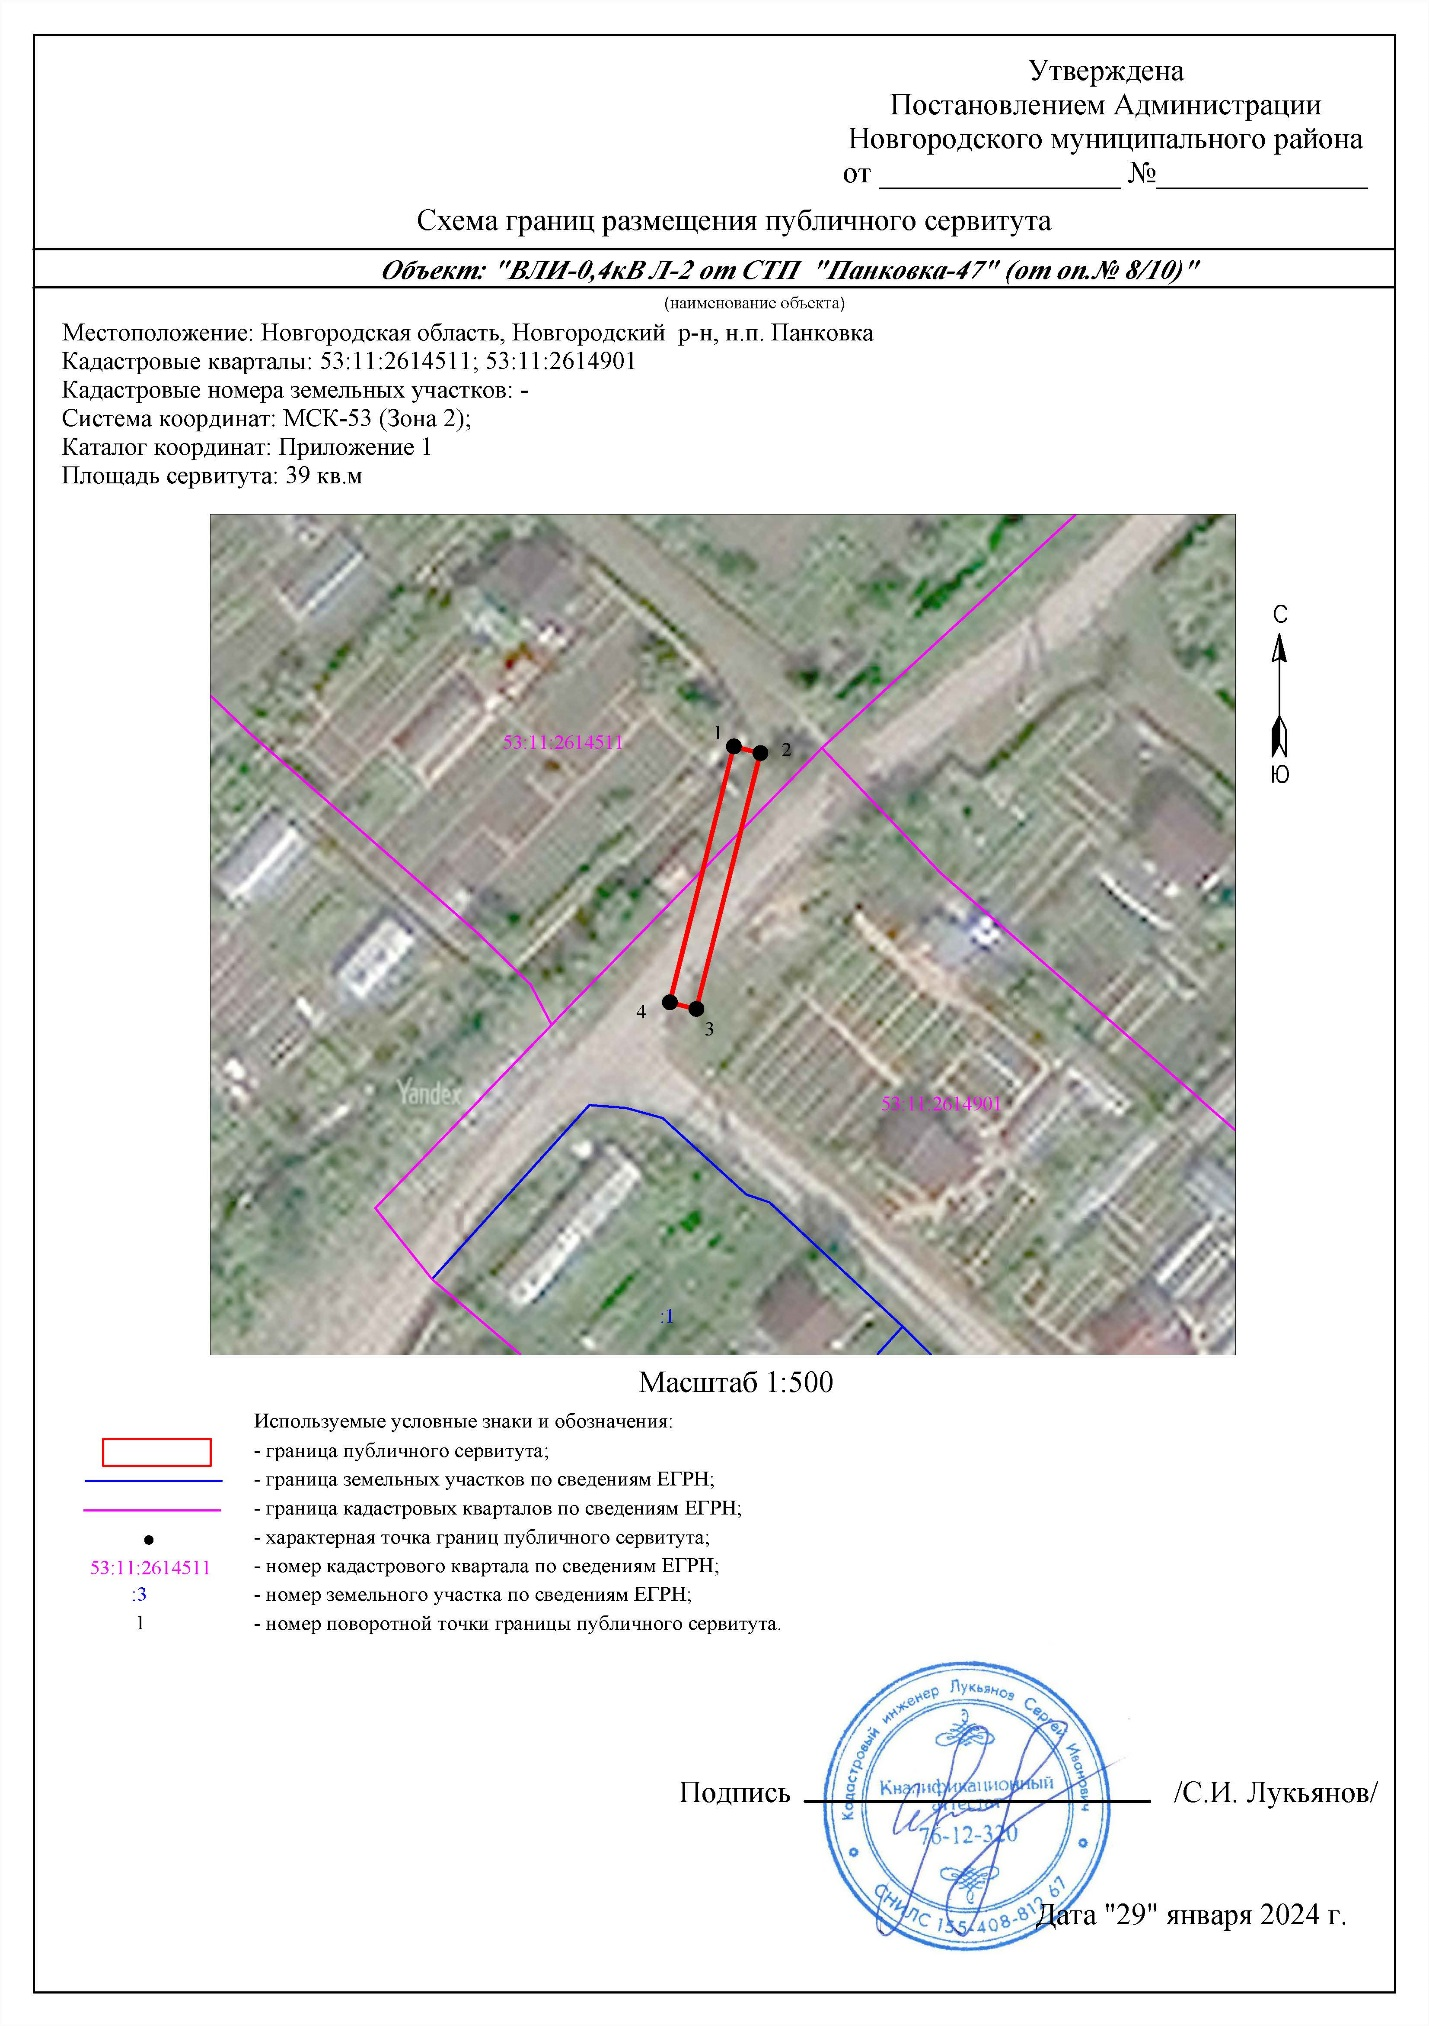 Утверждена
Постановлением Администрации
Новгородского муниципального района
от _________________ №_______________
Схема границ размещения публичного сервитута
Объект: "ВЛИ-0,4кВ Л-2 от СТП "Панковка-47" (от оп.№ 8/10)"
(наименование объекта)
Местоположение: Новгородская область, Новгородский р-н, н.п. Панковка
Кадастровые кварталы: 53:11:2614511; 53:11:2614901
Кадастровые номера земельных участков: -
Система координат: МСК-53 (Зона 2);
Каталог координат: Приложение 1
Площадь сервитута: 39 кв.м
С
Ю
53:11:2614511
1
2
4
3
Yandex
53:11:2614901
:1
Масштаб 1:500
Используемые условные знаки и обозначения:
- граница публичного сервитута;
- граница земельных участков по сведениям ЕГРН;
- граница кадастровых кварталов по сведениям ЕГРН;
- характерная точка границ публичного сервитута;
53:11:2614511 - номер кадастрового квартала по сведениям ЕГРН;
:3 - номер земельного участка по сведениям ЕГРН;
1 - номер поворотной точки границы публичного сервитута.
Кадастровый инженер Лукьянов Сергей Иванович
Квалификационный
аттестат
76-12-320
СНИЛС 155-408-812 67
Подпись /С.И. Лукьянов/
Дата "29" января 2024 г.